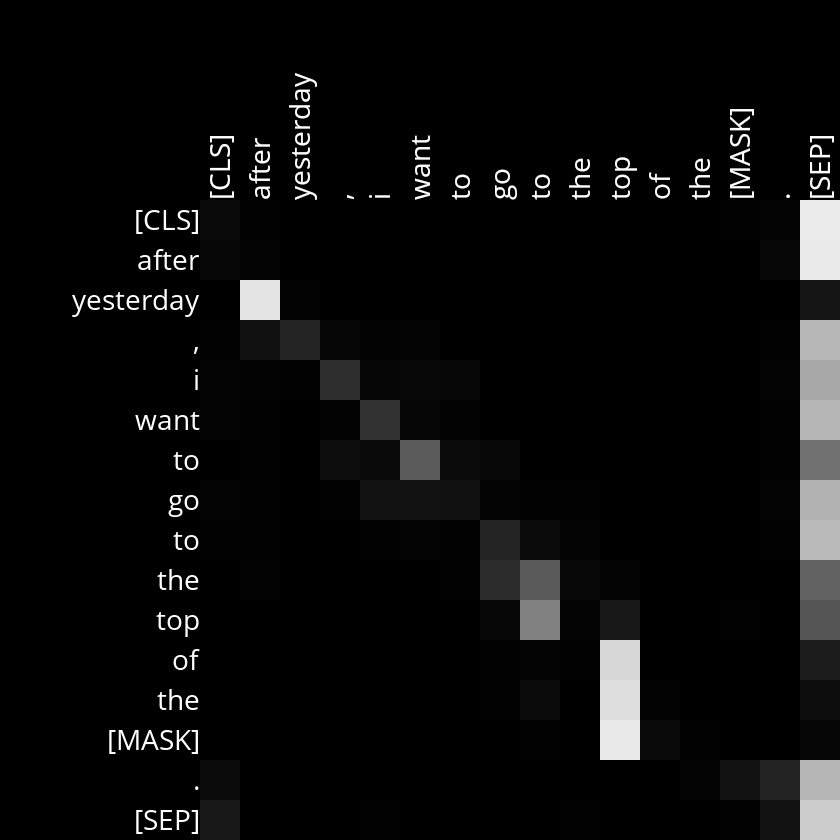 [CLS] after yesterday , i want to go to the top of the [MASK] . [SEP]
[CLS]
after
yesterday
,
i
want
to
go
to
the
top
of
the
[MASK]
.
[SEP]